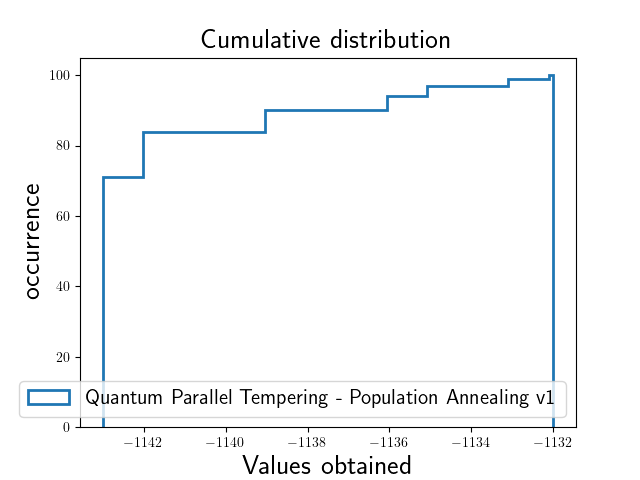 Cumulative distribution
100
80
60
40
20
0
occurrence
Quantum Parallel Tempering - Population Annealing v1
−1142 −1140 −1138 −1136 −1134 −1132
Values obtained